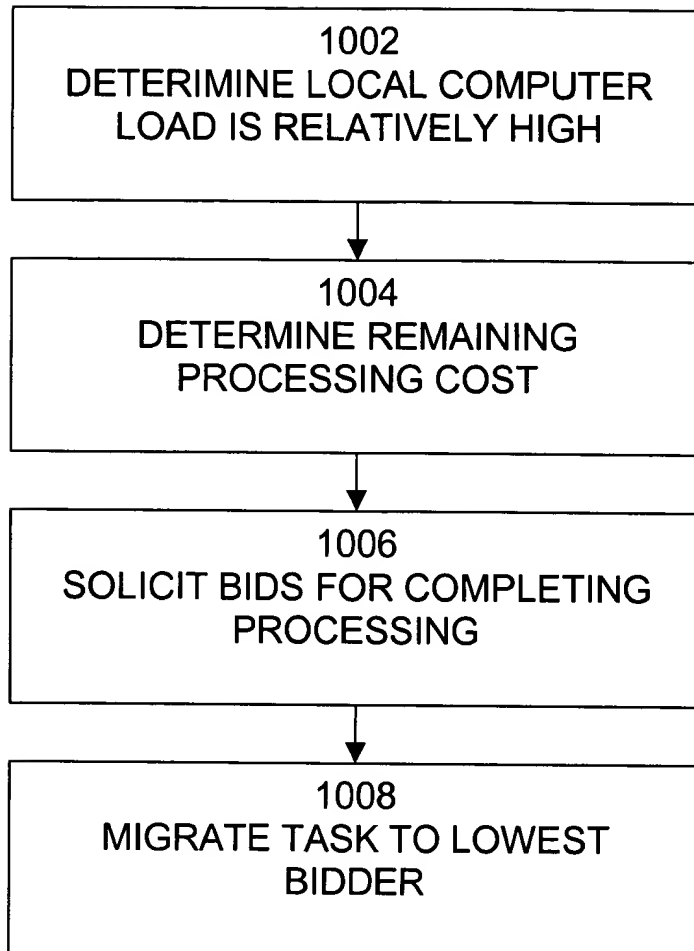 1002
DETERIMINE LOCAL COMPUTER
LOAD IS RELATIVELY HIGH
1004
DETERMINE REMAINING
PROCESSING COST
1006
SOLICIT BIDS FOR COMPLETING
PROCESSING
1008
MIGRATE TASK TO LOWEST
BIDDER